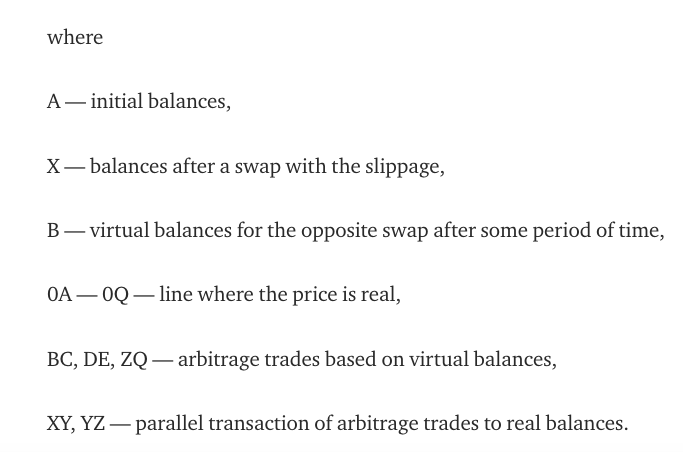 where
A — initial balances,
X — balances after a swap with the slippage,
B — virtual balances for the opposite swap after some period of time,
0A — 0Q — line where the price is real,
BC, DE, ZQ — arbitrage trades based on virtual balances,
XY, YZ — parallel transaction of arbitrage trades to real balances.